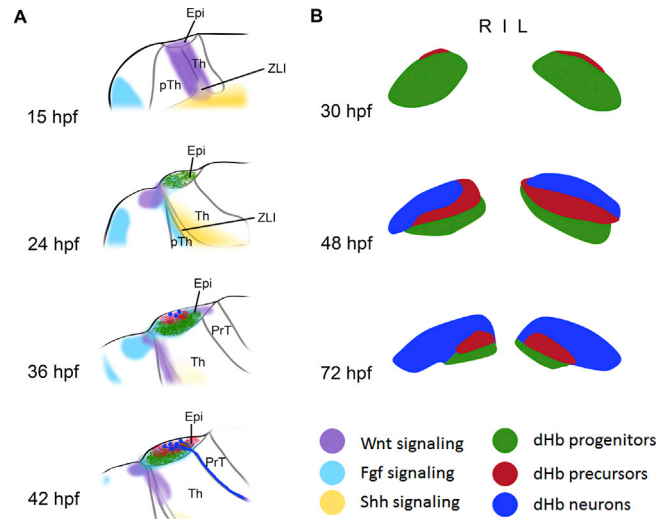 A
Epi
Th
ZLI
pTh
15 hpf
Epi
Th
ZLI
pTh
24 hpf
Epi
PrT
Th
36 hpf
Epi
PrT
Th
42 hpf
B
R I L
30 hpf
48 hpf
72 hpf
Wnt signaling
Fgf signaling
Shh signaling
dHb progenitors
dHb precursors
dHb neurons